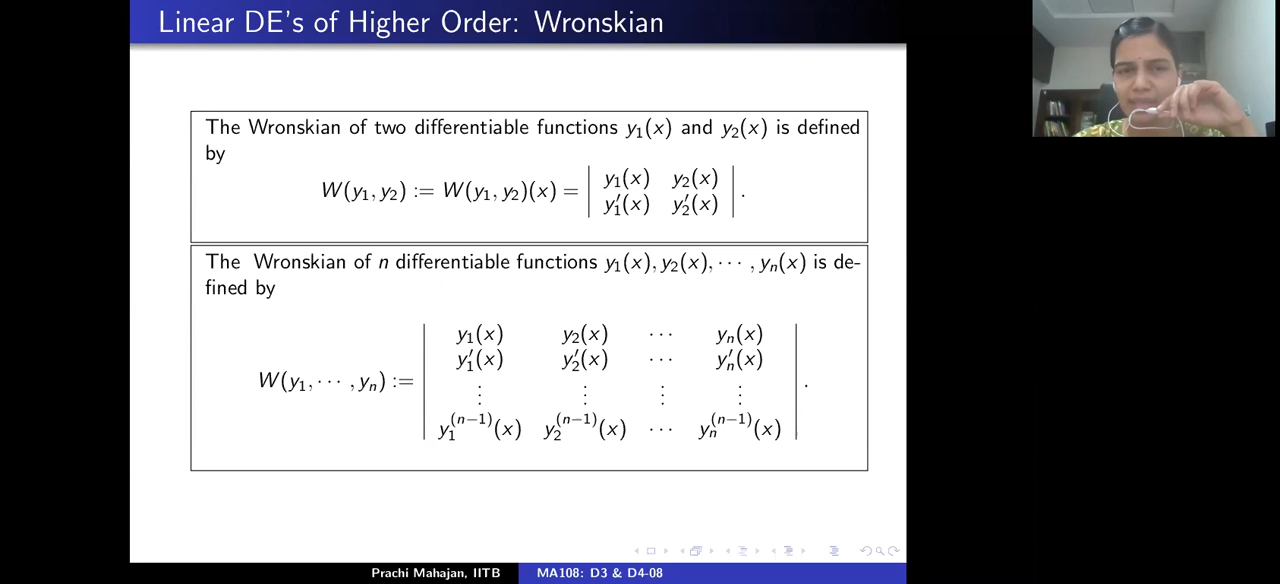 Linear DE's of Higher Order: Wronskian
The Wronskian of two differentiable functions y₁(x) and y₂(x) is defined
by
W(y₁, y₂) := W(y₁, y₂)(x) = | y₁(x) y₂(x) |
| y₁′(x) y₂′(x) | .
The Wronskian of n differentiable functions y₁(x), y₂(x), ⋯ , yₙ(x) is de-
fined by
y₁(x) y₂(x) ⋯ yₙ(x)
y₁′(x) y₂′(x) ⋯ yₙ′(x)
W(y₁, ⋯ , yₙ) := ⋮ ⋮ ⋮ ⋮ .
y₁⁽ⁿ⁻¹⁾(x) y₂⁽ⁿ⁻¹⁾(x) ⋯ yₙ⁽ⁿ⁻¹⁾(x)
Prachi Mahajan, IITB MA108: D3 & D4-08